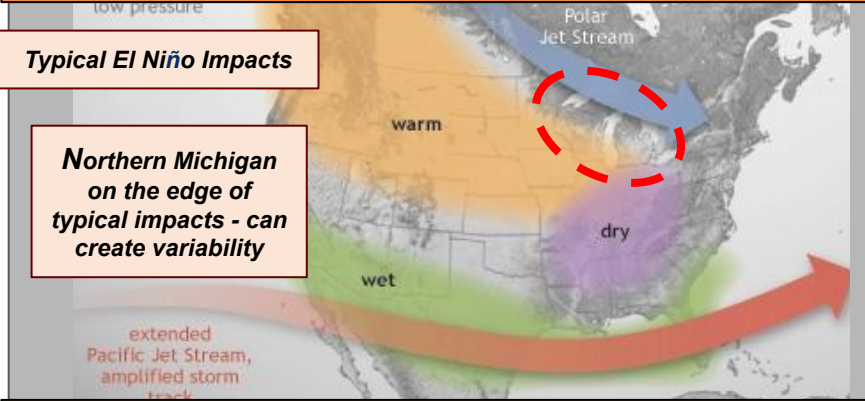 low pressure
Polar
Jet Stream
Typical El Niño Impacts
warm
Northern Michigan
on the edge of
typical impacts - can
create variability
dry
wet
extended
Pacific Jet Stream,
amplified storm
track